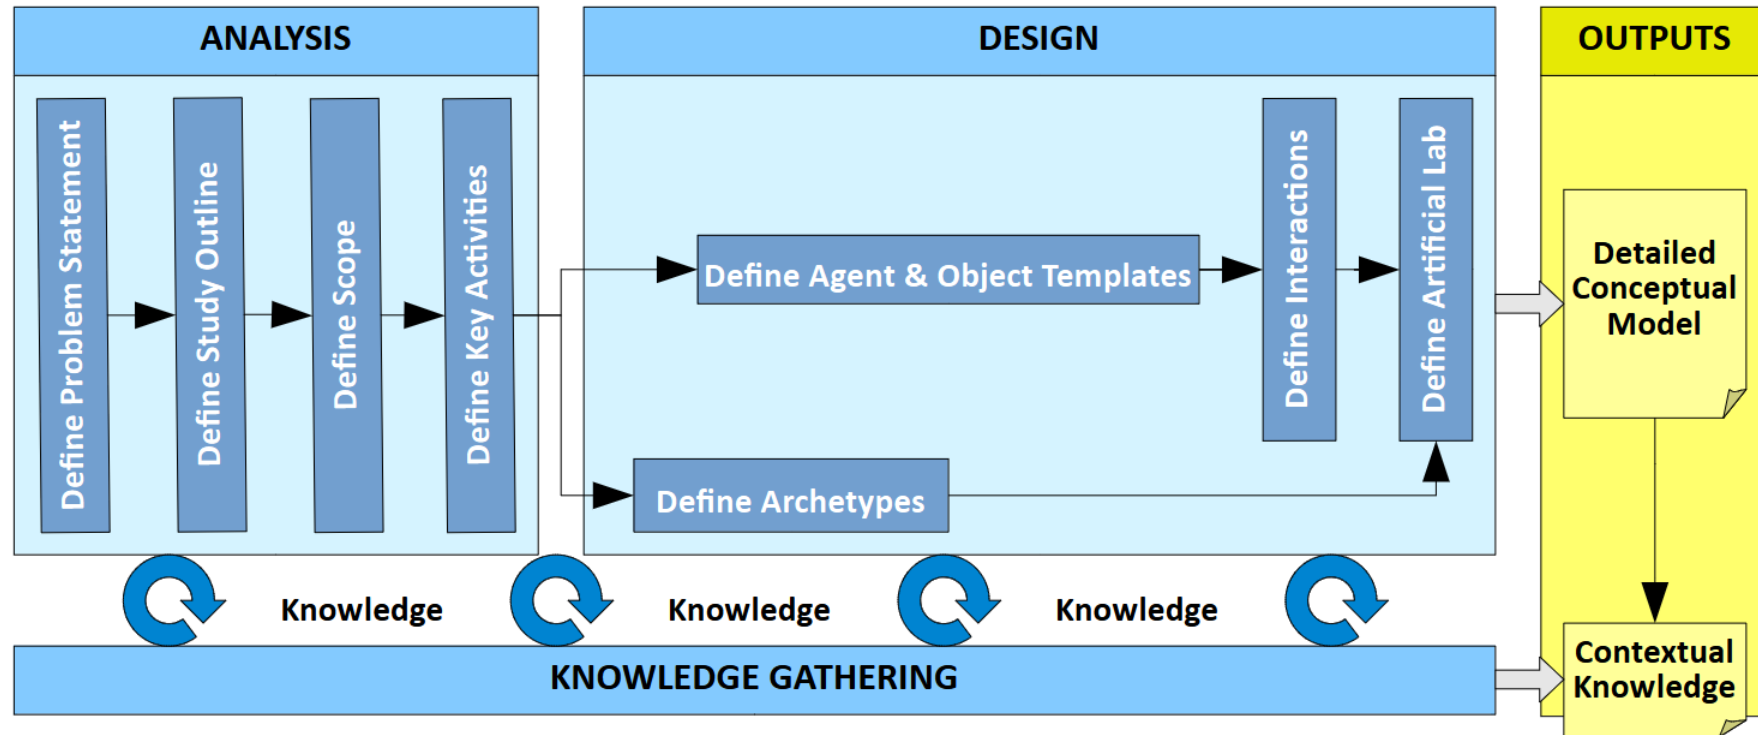 ANALYSIS
DESIGN
OUTPUTS
Define Problem Statement
Define Study Outline
Define Scope
Define Key Activities
Define Agent & Object Templates
Define Archetypes
Define Interactions
Define Artificial Lab
Detailed
Conceptual
Model
Knowledge
Knowledge
Knowledge
KNOWLEDGE GATHERING
Contextual
Knowledge